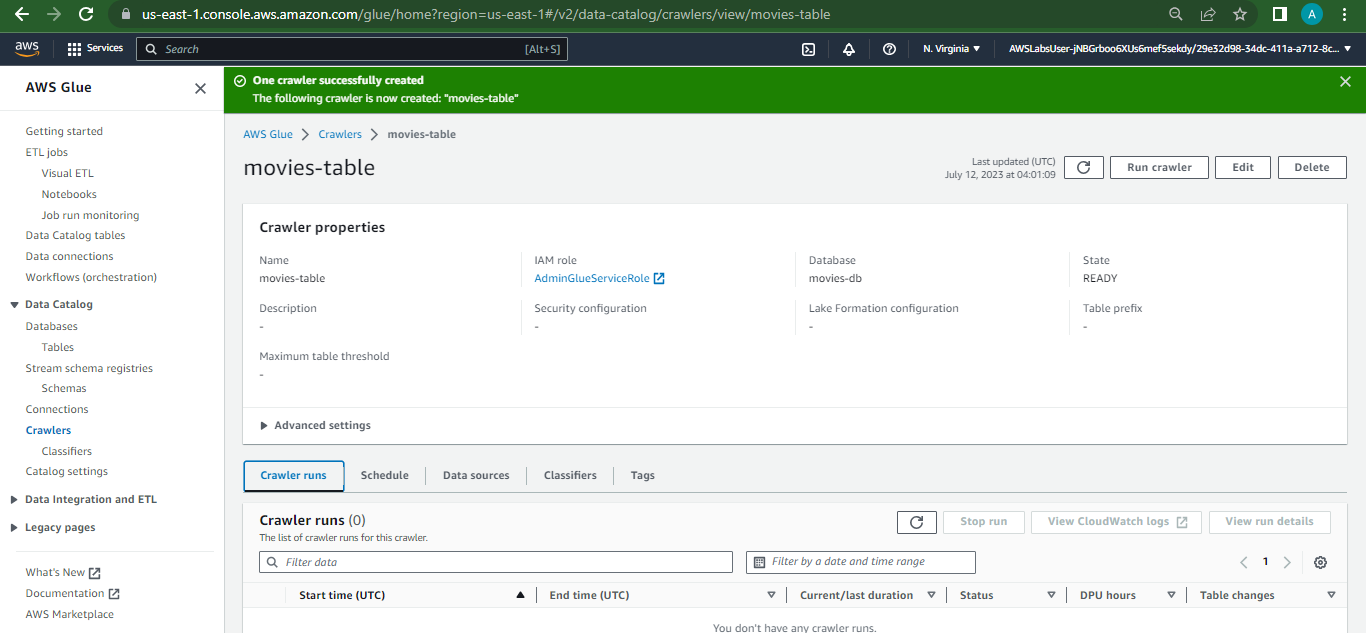 us-east-1.console.aws.amazon.com/glue/home?region=us-east-1#/v2/data-catalog/crawlers/view/movies-table
A
aws
Services
Search
[Alt+S]
N. Virginia
AWSLabsUser-jNBGrboo6XUs6mef5sekdy/29e32d98-34dc-411a-a712-8c...
AWS Glue
Getting started
ETL jobs
Visual ETL
Notebooks
Job run monitoring
Data Catalog tables
Data connections
Workflows (orchestration)
Data Catalog
Databases
Tables
Stream schema registries
Schemas
Connections
Crawlers
Classifiers
Catalog settings
Data Integration and ETL
Legacy pages
What's New
Documentation
AWS Marketplace
One crawler successfully created
The following crawler is now created: "movies-table"
AWS Glue
Crawlers
movies-table
movies-table
Last updated (UTC)
July 12, 2023 at 04:01:09
Run crawler
Edit
Delete
Crawler properties
Name
movies-table
IAM role
AdminGlueServiceRole
Database
movies-db
State
READY
Description
-
Security configuration
-
Lake Formation configuration
-
Table prefix
-
Maximum table threshold
-
Advanced settings
Crawler runs
Schedule
Data sources
Classifiers
Tags
Crawler runs (0)
The list of crawler runs for this crawler.
Stop run
View CloudWatch logs
View run details
Filter data
Filter by a date and time range
1
Start time (UTC)
End time (UTC)
Current/last duration
Status
DPU hours
Table changes
You don't have any crawler runs.